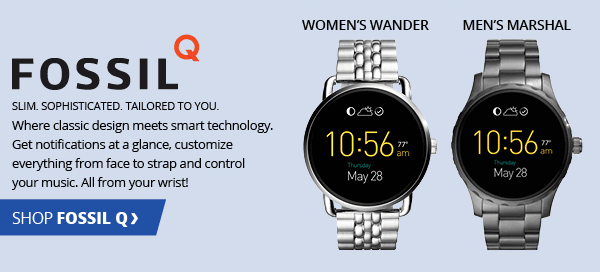 FOSSIL Q
SLIM. SOPHISTICATED. TAILORED TO YOU.
Where classic design meets smart technology.
Get notifications at a glance, customize
everything from face to strap and control
your music. All from your wrist!
SHOP FOSSIL Q ›
WOMEN'S WANDER
10:56 77° am
Thursday
May 28
MEN'S MARSHAL
10:56 77° am
Thursday
May 28